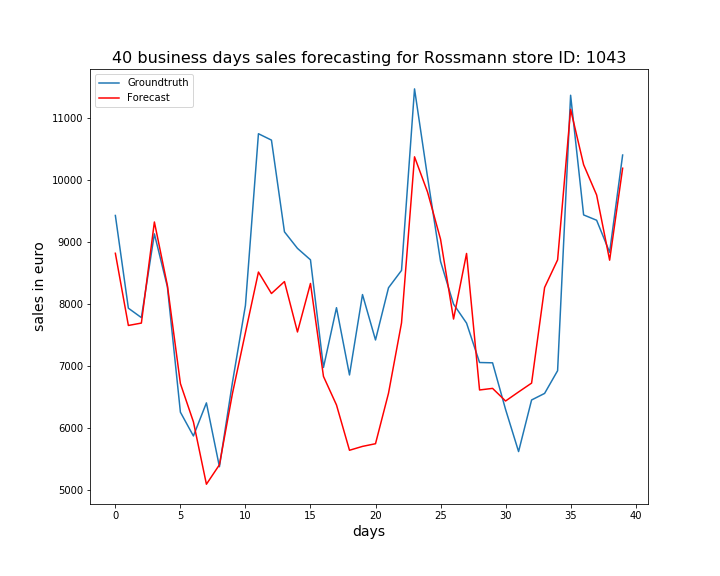 40 business days sales forecasting for Rossmann store ID: 1043
Groundtruth
Forecast
sales in euro
11000
10000
9000
8000
7000
6000
5000
0 5 10 15 20 25 30 35 40
days